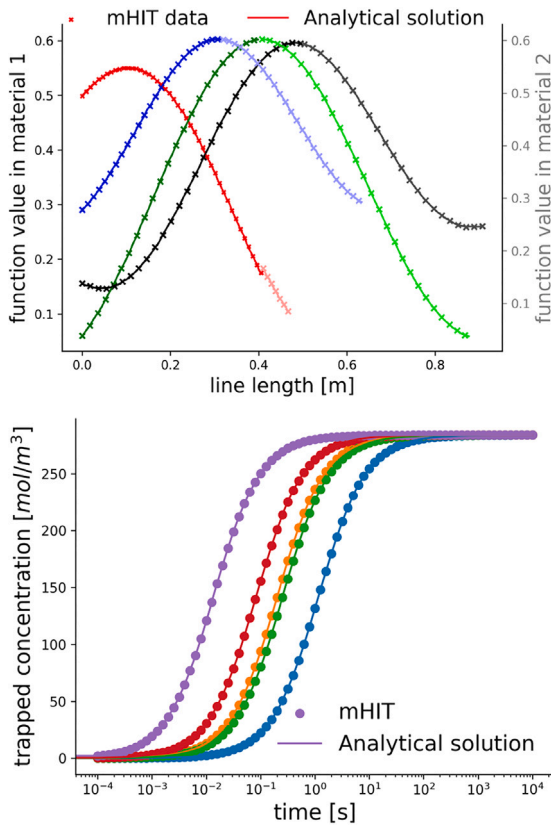 mHIT data Analytical solution
0.6 0.6
0.5 0.5
0.4 0.4
0.3 0.3
0.2 0.2
0.1 0.1
function value in material 1
function value in material 2
0.0 0.2 0.4 0.6 0.8
line length [m]
250
200
150
100
50
0
trapped concentration [mol/m³]
mHIT
Analytical solution
10⁻⁴ 10⁻³ 10⁻² 10⁻¹ 10⁰ 10¹ 10² 10³ 10⁴
time [s]